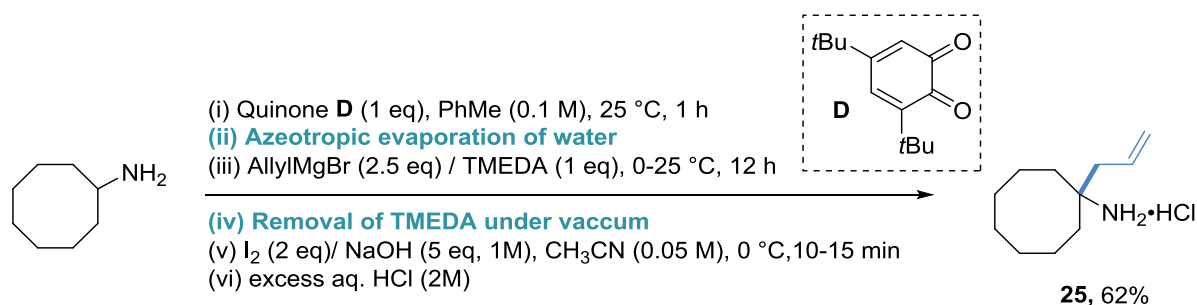 (i) Quinone D (1 eq), PhMe (0.1 M), 25 °C, 1 h
(ii) Azeotropic evaporation of water
(iii) AllylMgBr (2.5 eq) / TMEDA (1 eq), 0-25 °C, 12 h
(iv) Removal of TMEDA under vaccum
(v) I₂ (2 eq)/ NaOH (5 eq, 1M), CH₃CN (0.05 M), 0 °C,10-15 min
(vi) excess aq. HCl (2M)
NH₂
tBu
O
O
D
tBu
NH₂•HCl
25, 62%